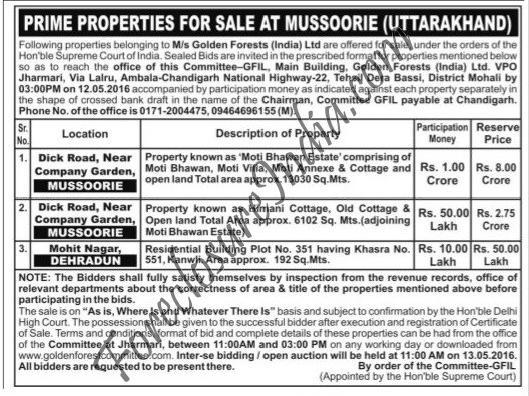 PRIME PROPERTIES FOR SALE AT MUSSOORIE (UTTARAKHAND)
Following properties belonging to M/s Golden Forests (India) Ltd are offered for sale under the orders of the
Hon'ble Supreme Court of India. Sealed Bids are invited in the prescribed format of properties mentioned below
so as to reach the office of this Committee-GFIL, Main Building, Golden Forests (India) Ltd. VPO
Jharmari, Via Lalru, Ambala-Chandigarh National Highway-22, Tehsil Dera Bassi, District Mohali by
03:00PM on 12.05.2016 accompanied by participation money as indicated against each property separately in
the shape of crossed bank draft in the name of the Chairman, Committee GFIL payable at Chandigarh.
Phone No. of the office is 0171-2004475, 09464696155 (M).
Sr. No. Location Description of Property Participation Money Reserve Price
1. Dick Road, Near Company Garden, MUSSOORIE
Property known as 'Moti Bhawan Estate' comprising of
Moti Bhawan, Moti Villa, Moti Annexe & Cottage and
open land Total area approx.13030 Sq.Mts.
Rs. 1.00 Crore
Rs. 8.00 Crore
2. Dick Road, Near Company Garden, MUSSOORIE
Property known as Himani Cottage, Old Cottage &
Open land Total Area approx. 6102 Sq. Mts.(adjoining
Moti Bhawan Estate)
Rs. 50.00 Lakh
Rs. 2.75 Crore
3. Mohit Nagar, DEHRADUN
Residential Building Plot No. 351 having Khasra No.
551, Kanwli, Area approx. 192 Sq.Mts.
Rs. 10.00 Lakh
Rs. 50.00 Lakh
NOTE: The Bidders shall fully satisfy themselves by inspection from the revenue records, office of
relevant departments about the correctness of area & title of the properties mentioned above before
participating in the bids.
The sale is on "As is, Where is and Whatever There is" basis and subject to confirmation by the Hon'ble Delhi
High Court. The possession shall be given to the successful bidder after execution and registration of Certificate
of Sale. Terms and conditions, format of bid and complete details of these properties can be had from the office
of the Committee at Jharmari, between 11:00AM and 03:00 PM on any working day or downloaded from
www.goldenforestcommittee.com. Inter-se bidding / open auction will be held at 11:00 AM on 13.05.2016.
All bidders are requested to be present there. By order of the Committee-GFIL
(Appointed by the Hon'ble Supreme Court)